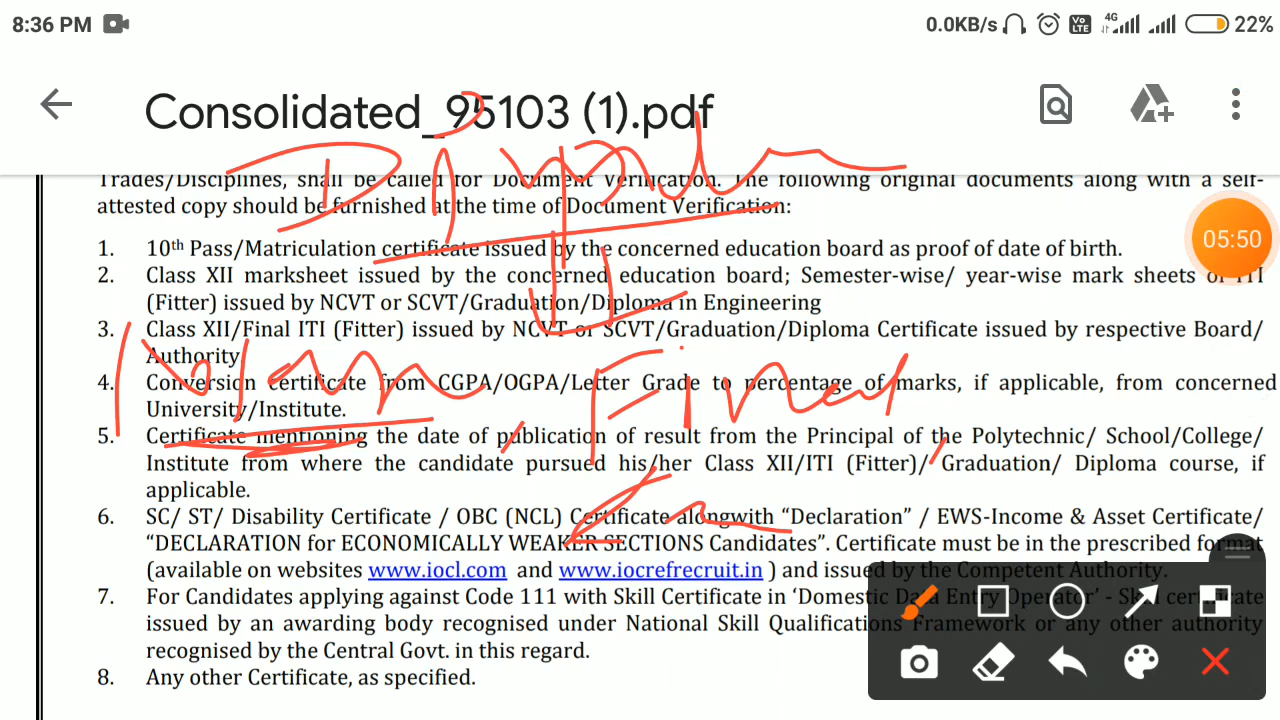 8:36 PM 0.0KB/s Vo LTE 4G 22%
Consolidated_95103 (1).pdf
Trades/Disciplines, shall be called for Document Verification. The following original documents along with a self-
attested copy should be furnished at the time of Document Verification:
05:50
1. 10th Pass/Matriculation certificate issued by the concerned education board as proof of date of birth.
2. Class XII marksheet issued by the concerned education board; Semester-wise/ year-wise mark sheets of ITI
(Fitter) issued by NCVT or SCVT/Graduation/Diploma in Engineering
3. Class XII/Final ITI (Fitter) issued by NCVT or SCVT/Graduation/Diploma Certificate issued by respective Board/
Authority
4. Conversion certificate from CGPA/OGPA/Letter Grade to percentage of marks, if applicable, from concerned
University/Institute.
5. Certificate mentioning the date of publication of result from the Principal of the Polytechnic/ School/College/
Institute from where the candidate pursued his/her Class XII/ITI (Fitter)/ Graduation/ Diploma course, if
applicable.
6. SC/ ST/ Disability Certificate / OBC (NCL) Certificate alongwith “Declaration” / EWS-Income & Asset Certificate/
“DECLARATION for ECONOMICALLY WEAKER SECTIONS Candidates”. Certificate must be in the prescribed format
(available on websites www.iocl.com and www.iocrefrecruit.in ) and issued by the Competent Authority.
7. For Candidates applying against Code 111 with Skill Certificate in ‘Domestic Data Entry Operator’ - Skill certificate
issued by an awarding body recognised under National Skill Qualifications Framework or any other authority
recognised by the Central Govt. in this regard.
8. Any other Certificate, as specified.
Final